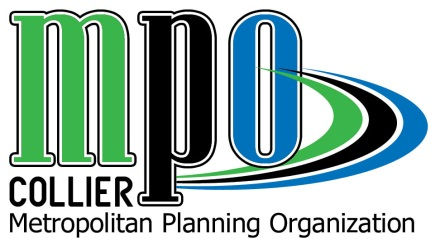 mpo
COLLIER
Metropolitan Planning Organization